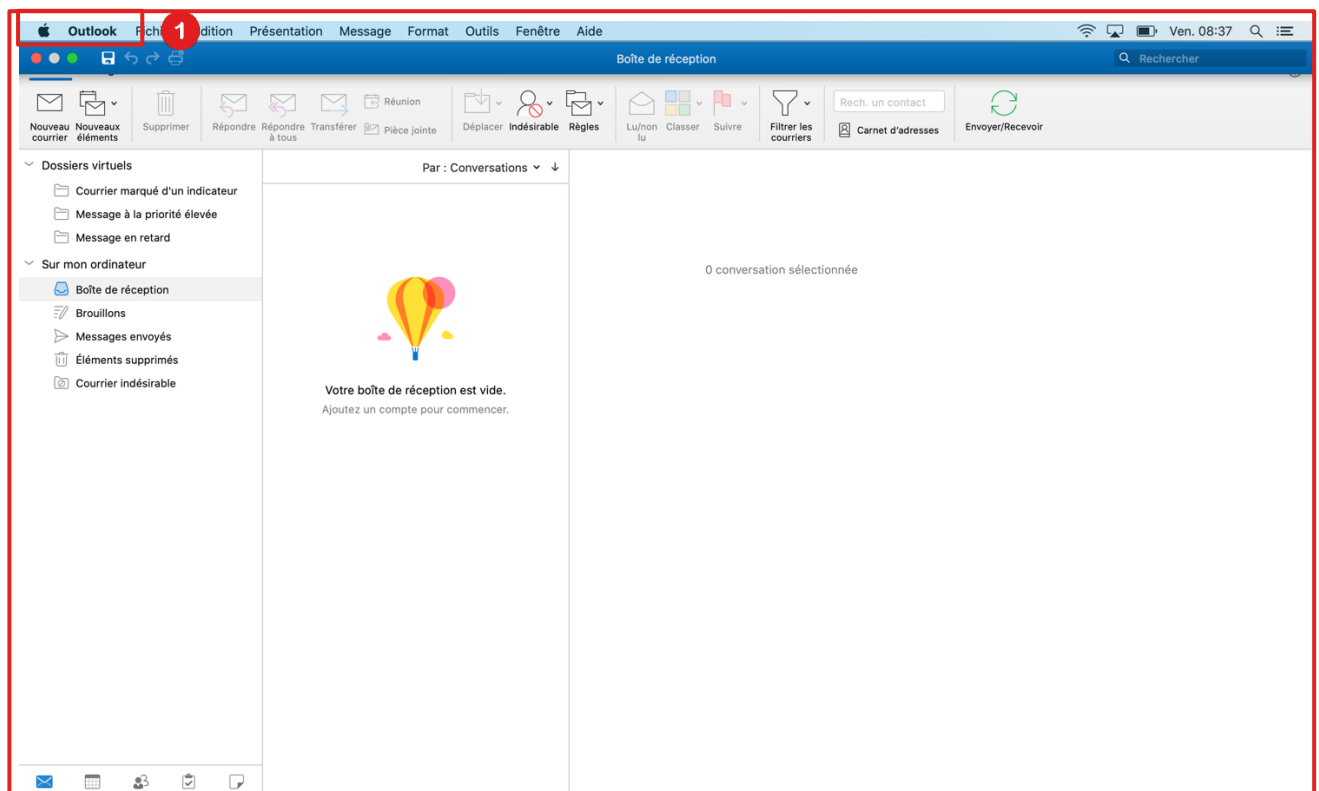 Outlook Fichi 1 dition Présentation Message Format Outils Fenêtre Aide Ven. 08:37
Boîte de réception Rechercher
Nouveau courrier
Nouveaux éléments
Supprimer
Répondre
Répondre à tous
Transférer
Réunion
Pièce jointe
Déplacer
Indésirable
Règles
Lu/non lu
Classer
Suivre
Filtrer les courriers
Rech. un contact
Carnet d'adresses
Envoyer/Recevoir
Dossiers virtuels
Courrier marqué d'un indicateur
Message à la priorité élevée
Message en retard
Sur mon ordinateur
Boîte de réception
Brouillons
Messages envoyés
Éléments supprimés
Courrier indésirable
Par : Conversations
Votre boîte de réception est vide.
Ajoutez un compte pour commencer.
0 conversation sélectionnée